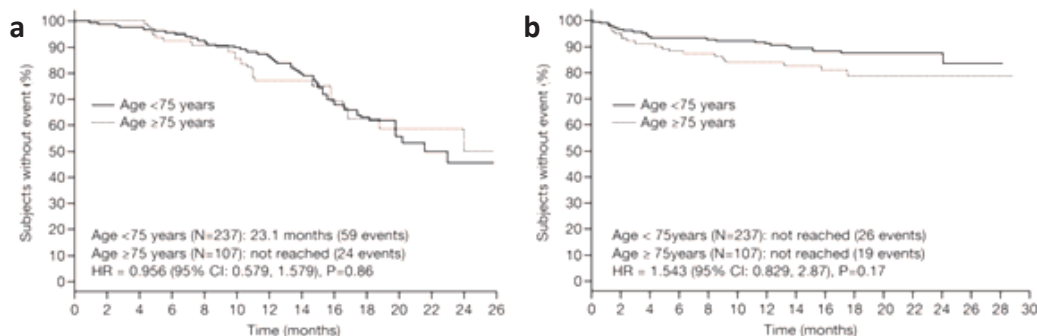 a
Subjects without event (%)
100
90
80
70
60
50
40
30
20
10
0
Age <75 years
Age ≥75 years
Age <75 years (N=237): 23.1 months (59 events)
Age ≥75 years (N=107): not reached (24 events)
HR = 0.956 (95% CI: 0.579, 1.579), P=0.86
0 2 4 6 8 10 12 14 16 18 20 22 24 26
Time (months)
b
Subjects without event (%)
100
90
80
70
60
50
40
30
20
10
0
Age <75 years
Age ≥75 years
Age < 75years (N=237): not reached (26 events)
Age ≥ 75years (N=107): not reached (19 events)
HR = 1.543 (95% CI: 0.829, 2.87), P=0.17
0 2 4 6 8 10 12 14 16 18 20 22 24 26 28 30
Time (months)